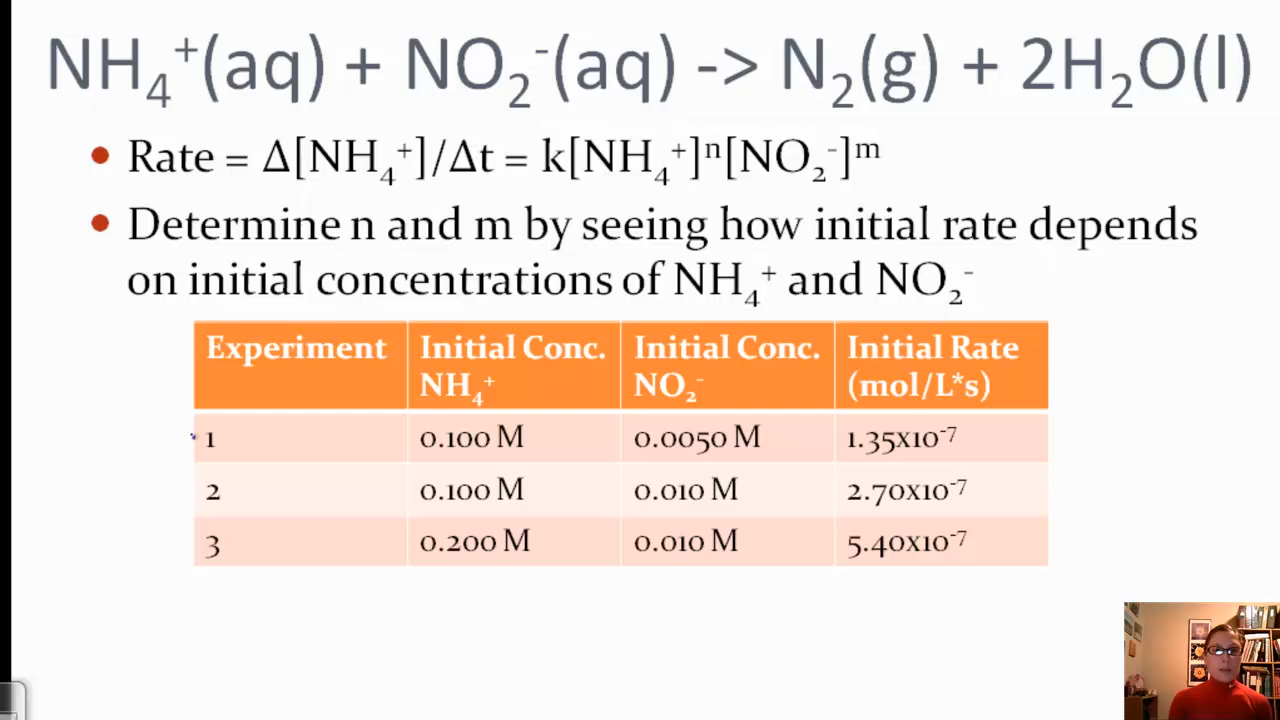 NH₄⁺(aq) + NO₂⁻(aq) -> N₂(g) + 2H₂O(l)
• Rate = Δ[NH₄⁺]/Δt = k[NH₄⁺]ⁿ[NO₂⁻]ᵐ
• Determine n and m by seeing how initial rate depends
on initial concentrations of NH₄⁺ and NO₂⁻
Experiment Initial Conc. NH₄⁺ Initial Conc. NO₂⁻ Initial Rate (mol/L*s)
1 0.100 M 0.0050 M 1.35x10⁻⁷
2 0.100 M 0.010 M 2.70x10⁻⁷
3 0.200 M 0.010 M 5.40x10⁻⁷